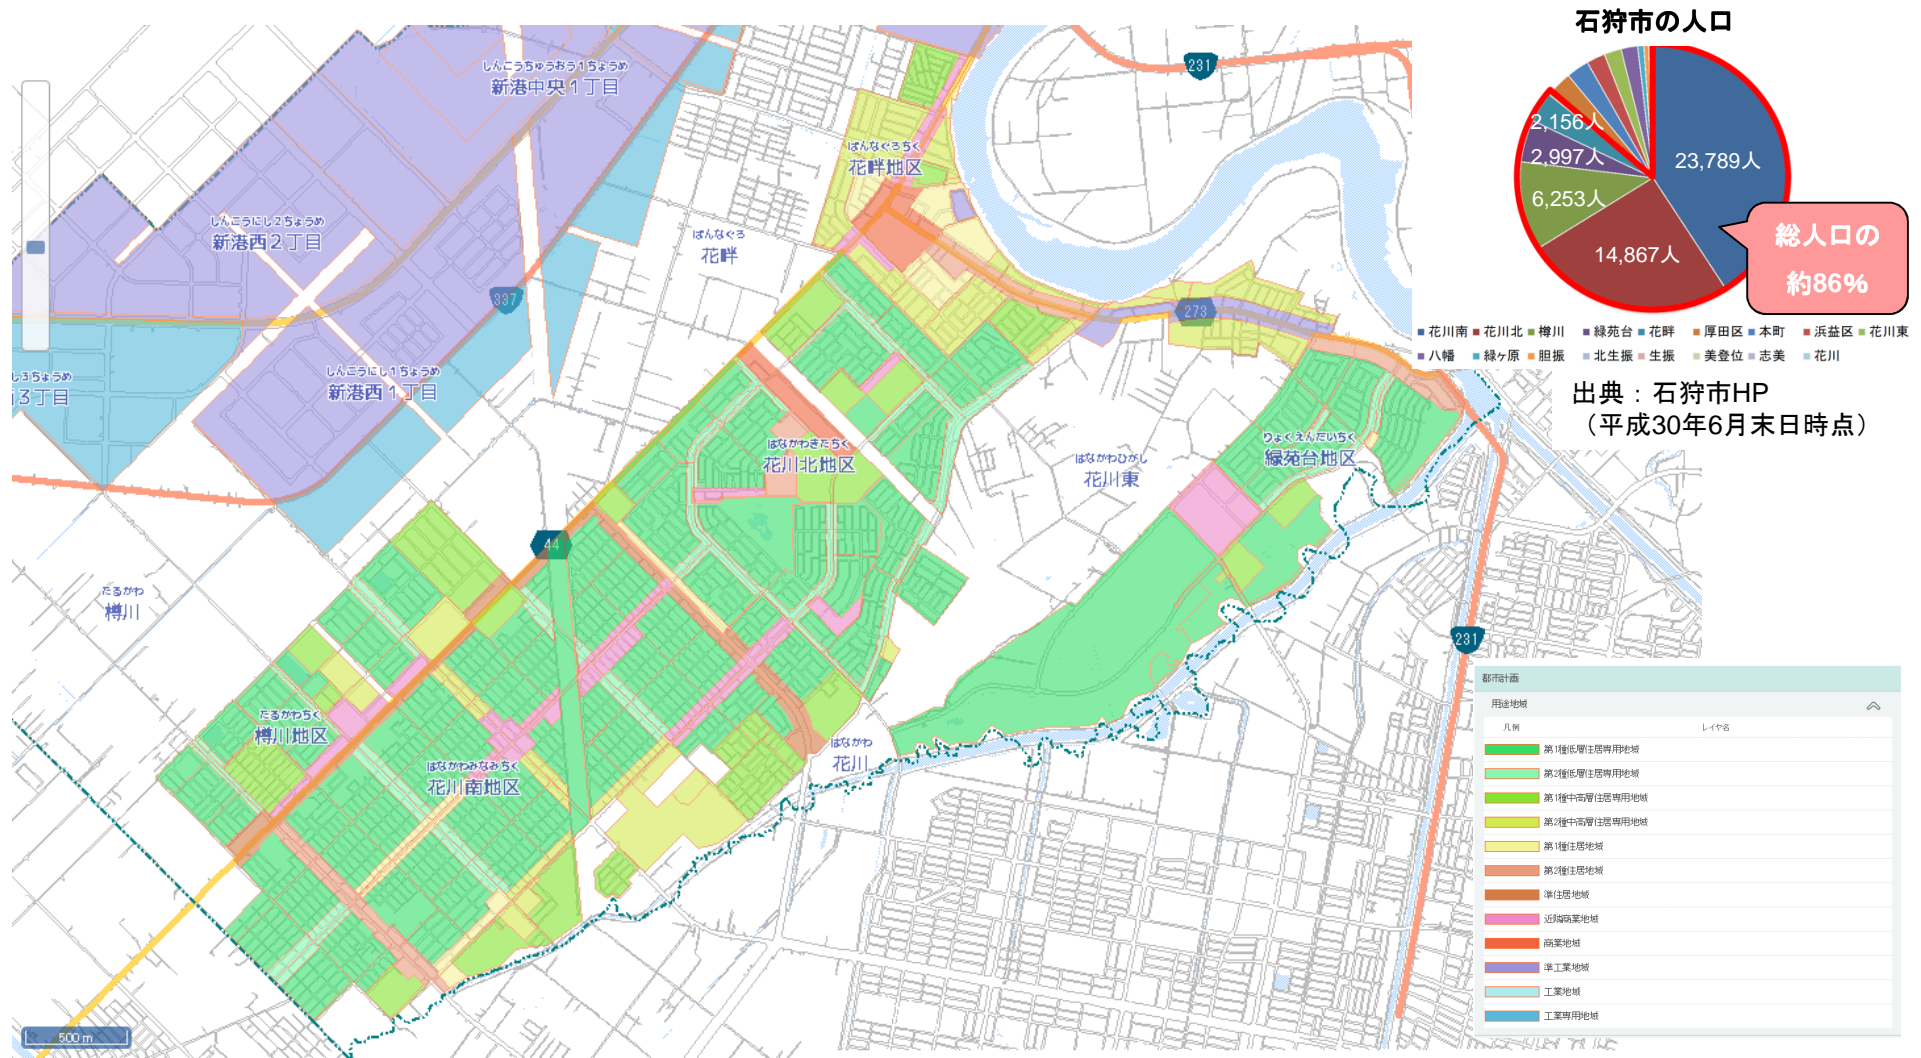 石狩市の人口
23,789人
14,867人
6,253人
2,997人
2,156人
総人口の
約86%
花川南 花川北 樽川 緑苑台 花畔 厚田区 本町 浜益区 花川東
八幡 緑ヶ原 胆振 北生振 生振 美登位 志美 花川
出典：石狩市HP
（平成30年6月末日時点）
231
しんこうちゅうおう1ちょうめ
新港中央1丁目
ばんなぐろちく
花畔地区
しんこうにし2ちょうめ
新港西2丁目
ばんなぐろ
花畔
337
273
しんこうにし1ちょうめ
新港西1丁目
し3ちょうめ
3丁目
はなかわきたちく
花川北地区
りょくえんだいちく
緑苑台地区
はなかわひがし
花川東
44
たるかわ
樽川
231
たるかわちく
樽川地区
はなかわみなみちく
花川南地区
はなかわ
花川
500 m
都市計画
用途地域
凡例 レイヤ名
第1種低層住居専用地域
第2種低層住居専用地域
第1種中高層住居専用地域
第2種中高層住居専用地域
第1種住居地域
第2種住居地域
準住居地域
近隣商業地域
商業地域
準工業地域
工業地域
工業専用地域